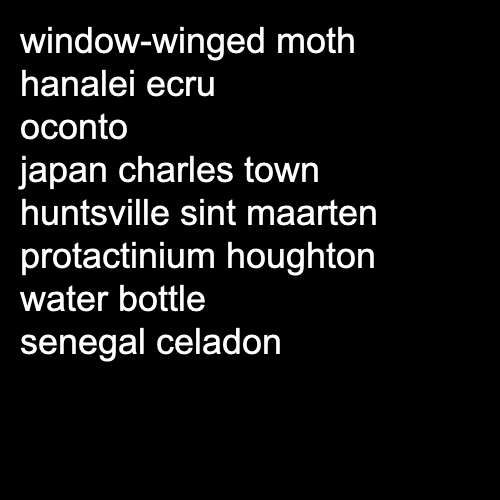 window-winged moth
hanalei ecru
oconto
japan charles town
huntsville sint maarten
protactinium houghton
water bottle
senegal celadon